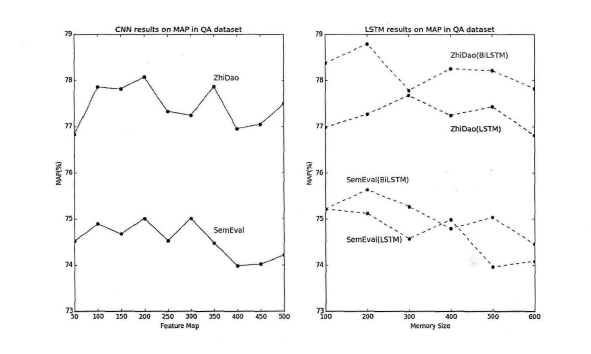 CNN results on MAP in QA dataset
MAP(%)
79
78
77
76
75
74
73
ZhiDao
SemEval
50 100 150 200 250 300 350 400 450 500
Feature Map
LSTM results on MAP in QA dataset
MAP(%)
79
78
77
76
75
74
73
ZhiDao(BiLSTM)
ZhiDao(LSTM)
SemEval(BiLSTM)
SemEval(LSTM)
100 200 300 400 500 600
Memory Size